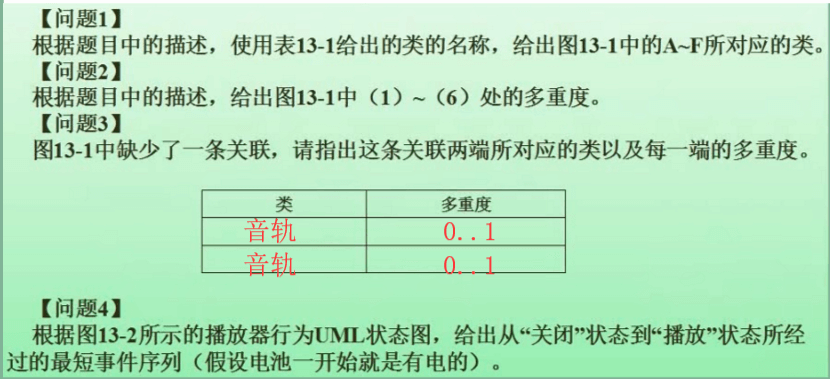 【问题1】
根据题目中的描述，使用表13-1给出的类的名称，给出图13-1中的A~F所对应的类。
【问题2】
根据题目中的描述，给出图13-1中（1）~（6）处的多重度。
【问题3】
图13-1中缺少了一条关联，请指出这条关联两端所对应的类以及每一端的多重度。
类 多重度
音轨 0..1
音轨 0..1
【问题4】
根据图13-2所示的播放器行为UML状态图，给出从“关闭”状态到“播放”状态所经
过的最短事件序列（假设电池一开始就是有电的）。